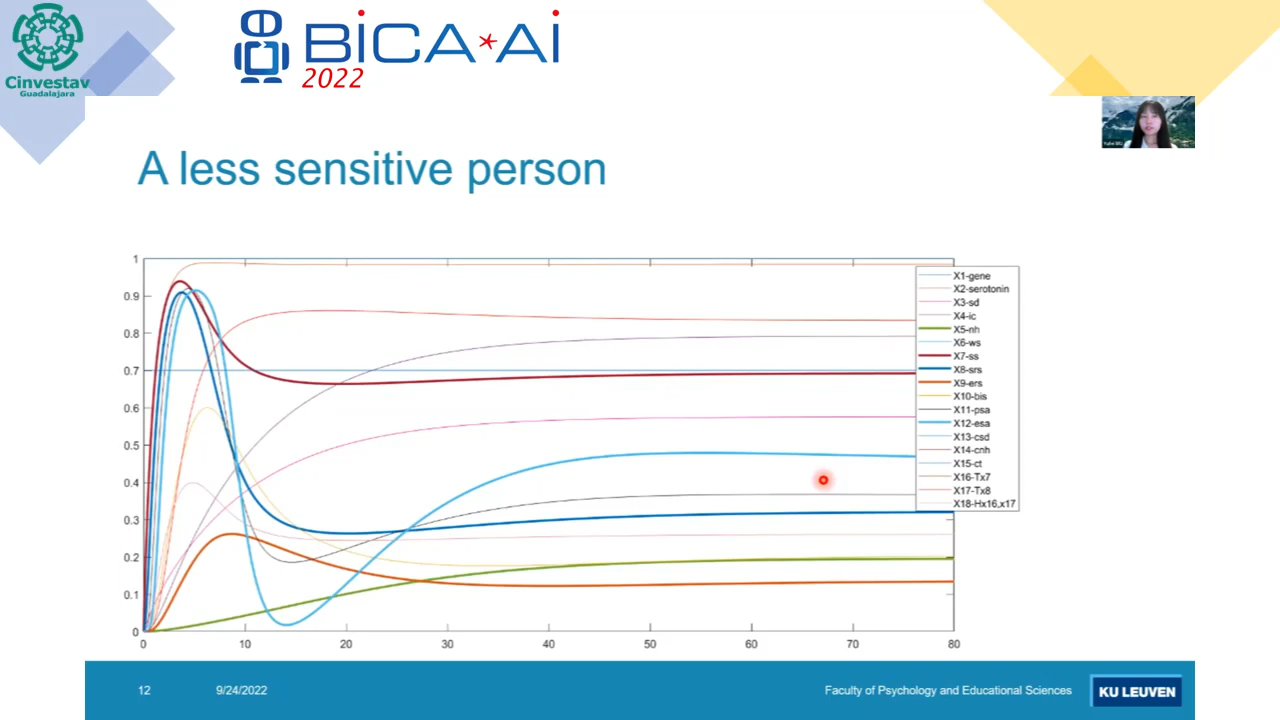 Cinvestav
Guadalajara
BiCA*Ai
2022
A less sensitive person
1
0.9
0.8
0.7
0.6
0.5
0.4
0.3
0.2
0.1
0
0
10
20
30
40
50
60
70
80
X1-gene
X2-serotonin
X3-sd
X4-ic
X5-nh
X6-ws
X7-ss
X8-srs
X9-ers
X10-bis
X11-psa
X12-esa
X13-csd
X14-cnh
X15-ct
X16-Tx7
X17-Tx8
X18-Hx16,x17
12
9/24/2022
Faculty of Psychology and Educational Sciences
KU LEUVEN